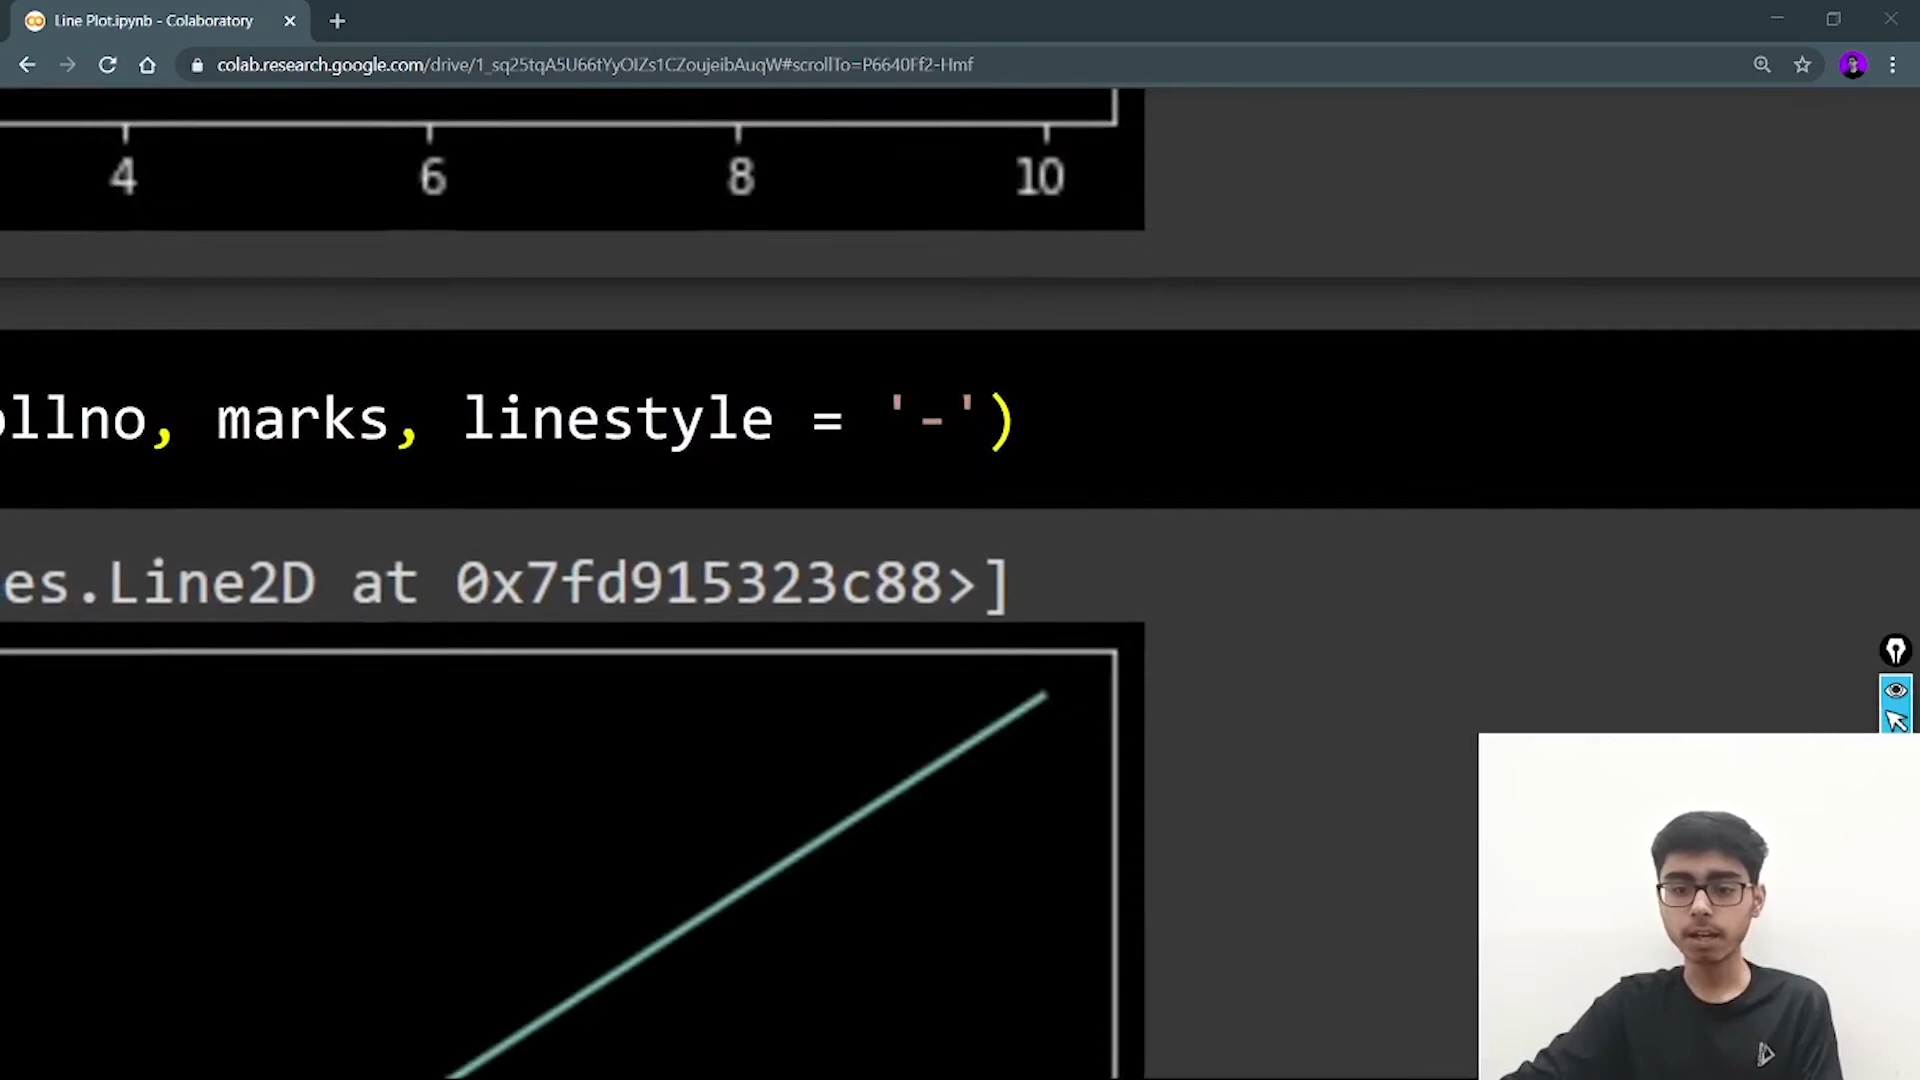 Line Plot.ipynb - Colaboratory
colab.research.google.com/drive/1_sq25tqA5U66tYyOIZs1CZoujeibAuqW#scrollTo=P6640Ff2-Hmf
4 6 8 10
ollno, marks, linestyle = '-')
es.Line2D at 0x7fd915323c88>]